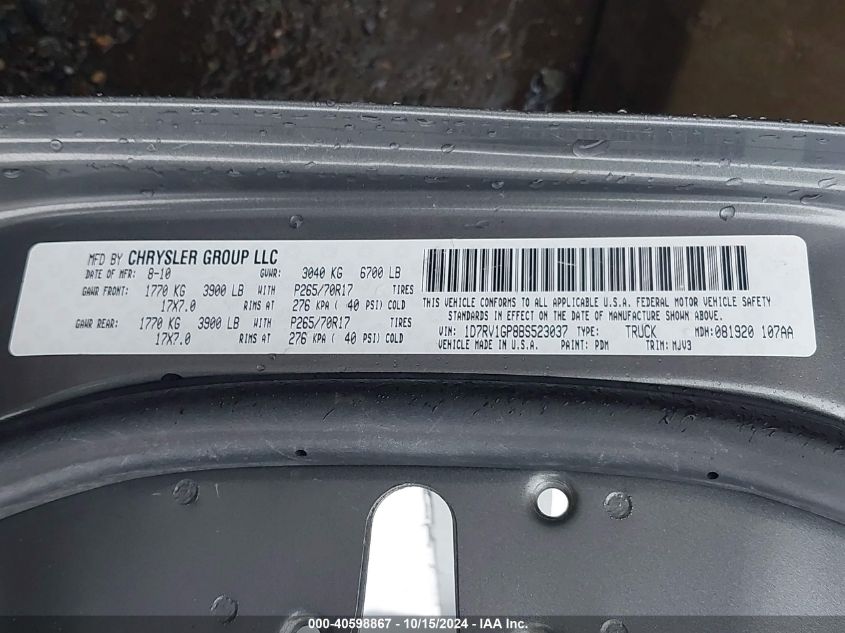 MFD BY CHRYSLER GROUP LLC
DATE OF MFR: 8-10 GVWR: 3040 KG 6700 LB
GAWR FRONT: 1770 KG 3900 LB WITH P265/70R17 TIRES
17X7.0 RIMS AT 276 KPA ( 40 PSI) COLD
GAWR REAR: 1770 KG 3900 LB WITH P265/70R17 TIRES
17X7.0 RIMS AT 276 KPA ( 40 PSI) COLD
THIS VEHICLE CONFORMS TO ALL APPLICABLE U.S.A. FEDERAL MOTOR VEHICLE SAFETY
STANDARDS IN EFFECT ON THE DATE OF MANUFACTURE SHOWN ABOVE.
VIN: 1D7RV1GP8BS523037 TYPE: TRUCK MDH: 081920 107AA
VEHICLE MADE IN U.S.A. PAINT: PDM TRIM: MJV3
000-40598867 - 10/15/2024 - IAA Inc.